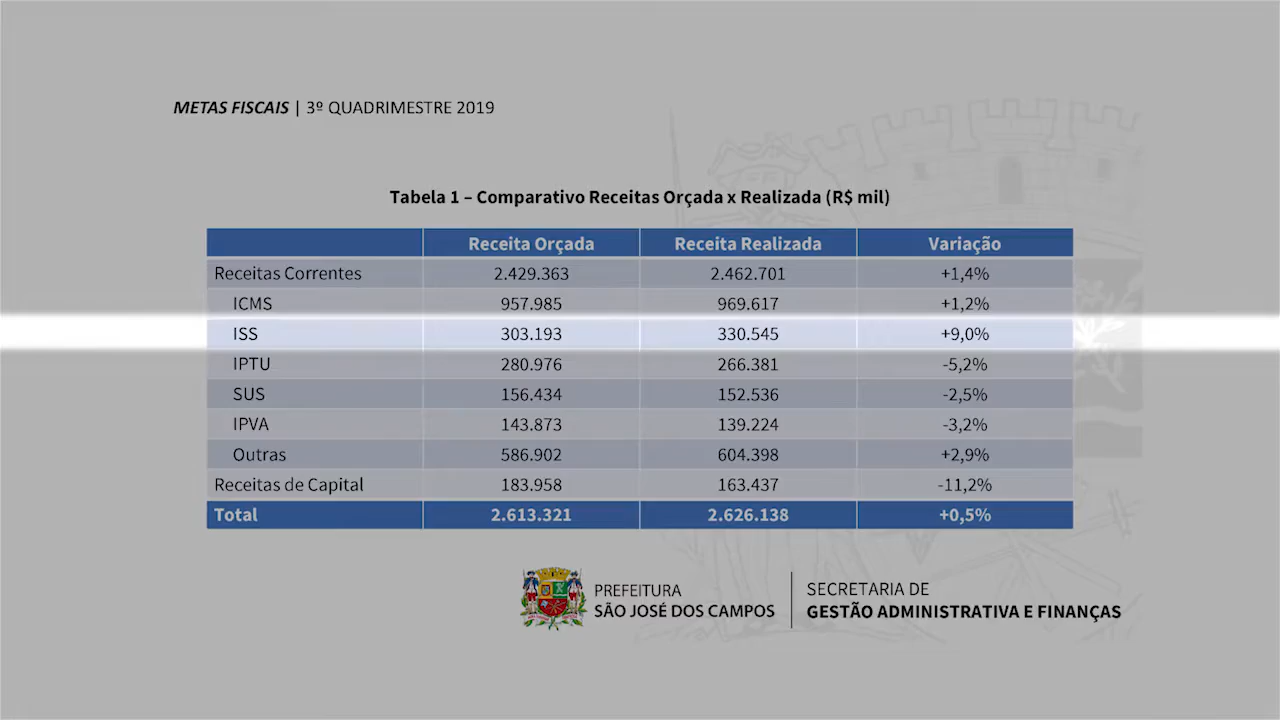 METAS FISCAIS | 3º QUADRIMESTRE 2019
Tabela 1 – Comparativo Receitas Orçada x Realizada (R$ mil)
Receita Orçada Receita Realizada Variação
Receitas Correntes 2.429.363 2.462.701 +1,4%
ICMS 957.985 969.617 +1,2%
ISS 303.193 330.545 +9,0%
IPTU 280.976 266.381 -5,2%
SUS 156.434 152.536 -2,5%
IPVA 143.873 139.224 -3,2%
Outras 586.902 604.398 +2,9%
Receitas de Capital 183.958 163.437 -11,2%
Total 2.613.321 2.626.138 +0,5%
PREFEITURA
SÃO JOSÉ DOS CAMPOS
SECRETARIA DE
GESTÃO ADMINISTRATIVA E FINANÇAS